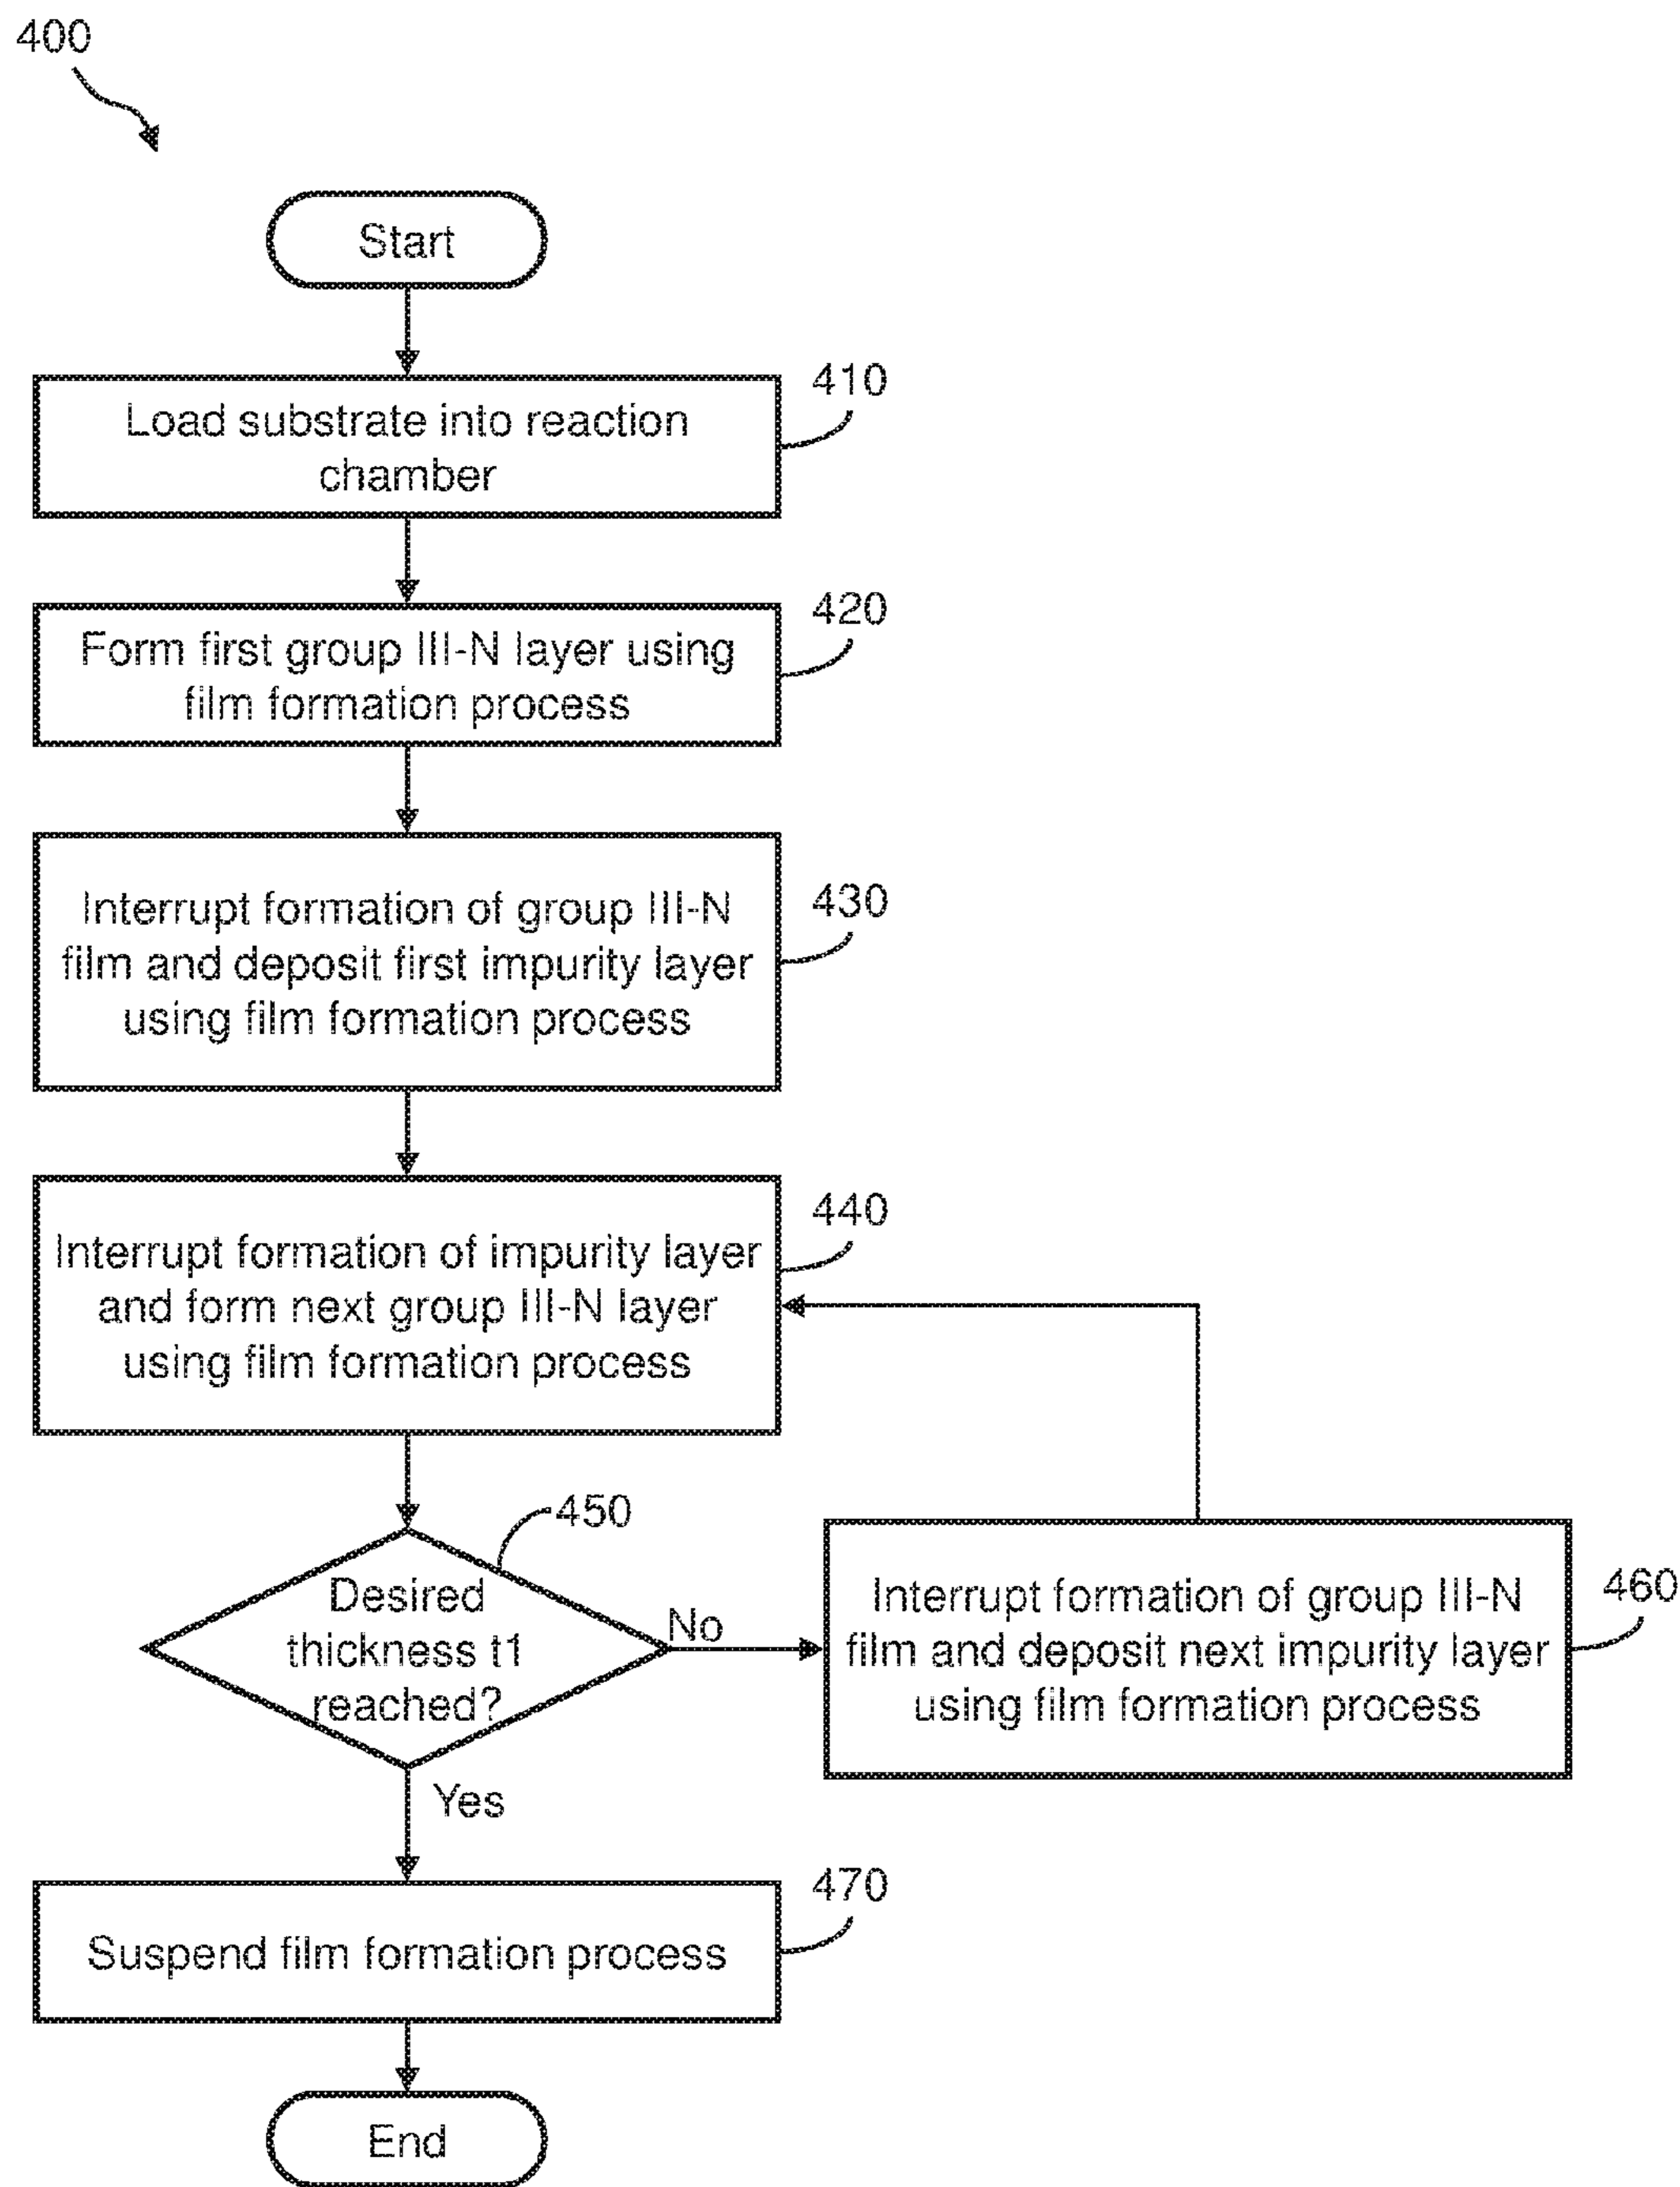 400
Start
410
Load substrate into reaction
chamber
420
Form first group III-N layer using
film formation process
430
Interrupt formation of group III-N
film and deposit first impurity layer
using film formation process
440
Interrupt formation of impurity layer
and form next group III-N layer
using film formation process
450
Desired
thickness t1
reached?
No
460
Interrupt formation of group III-N
film and deposit next impurity layer
using film formation process
Yes
470
Suspend film formation process
End